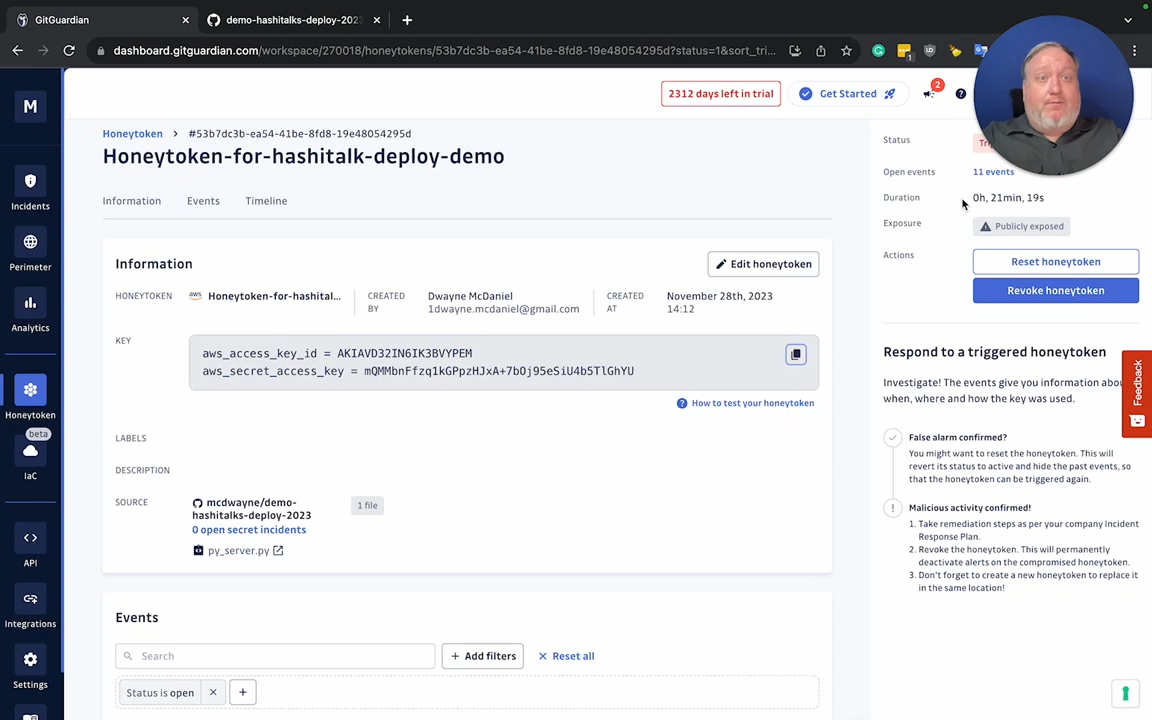 GitGuardian
demo-hashitalks-deploy-2023
dashboard.gitguardian.com/workspace/270018/honeytokens/53b7dc3b-ea54-41be-8fd8-19e48054295d?status=1&sort_tri...
1
M
Incidents
Perimeter
Analytics
Honeytoken
beta
IaC
API
Integrations
Settings
2312 days left in trial
Get Started
2
Honeytoken > #53b7dc3b-ea54-41be-8fd8-19e48054295d
Honeytoken-for-hashitalk-deploy-demo
Information Events Timeline
Information
Edit honeytoken
HONEYTOKEN aws Honeytoken-for-hashital...
CREATED BY
Dwayne McDaniel
1dwayne.mcdaniel@gmail.com
CREATED AT
November 28th, 2023
14:12
KEY
aws_access_key_id = AKIAVD32IN6IK3BVYPEM
aws_secret_access_key = mQMMbnFfzq1kGPpzHJxA+7bOj95eSiU4b5TlGhYU
How to test your honeytoken
LABELS
DESCRIPTION
SOURCE
mcdwayne/demo-
hashitalks-deploy-2023
1 file
0 open secret incidents
py_server.py
Events
Search
+ Add filters
Reset all
Status is open
Status
Open events 11 events
Duration 0h, 21min, 19s
Exposure Publicly exposed
Actions
Reset honeytoken
Revoke honeytoken
Respond to a triggered honeytoken
Investigate! The events give you information
when, where and how the key was used.
False alarm confirmed?
You might want to reset the honeytoken. This will
revert its status to active and hide the past events, so
that the honeytoken can be triggered again.
Malicious activity confirmed!
1. Take remediation steps as per your company Incident
Response Plan.
2. Revoke the honeytoken. This will permanently
deactivate alerts on the compromised honeytoken.
3. Don't forget to create a new honeytoken to replace it
in the same location!
Feedback